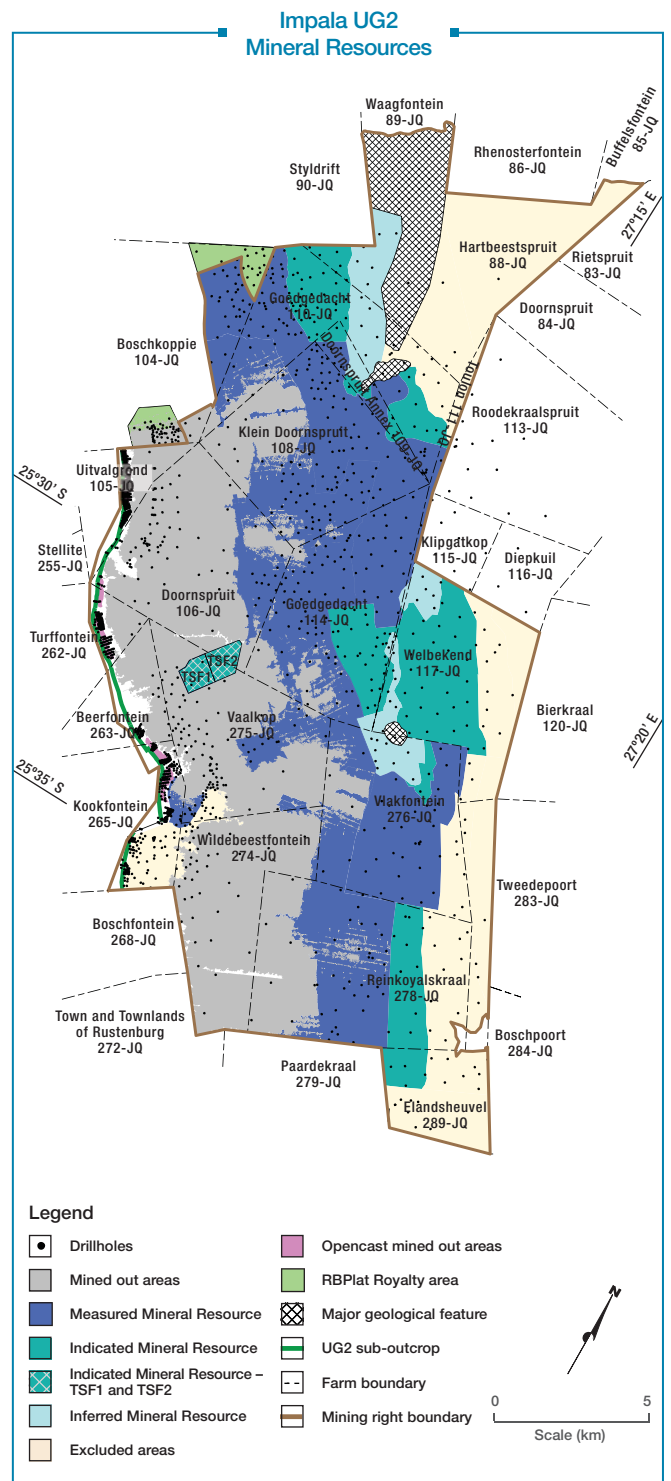 Impala UG2
Mineral Resources
Waagfontein
89-JQ
Buffelsfontein
85-JQ
Rhenosterfontein
86-JQ
Styldrift
90-JQ
27°15' E
Hartbeestspruit
88-JQ
Rietspruit
83-JQ
Goedgedacht
110-JQ
Doornspruit
84-JQ
Boschkoppie
104-JQ
Doornspruit Annex 109-JQ
Toulon 111 JQ
Roodekraalspruit
113-JQ
Klein Doornspruit
108-JQ
Uitvalgrond
105-JQ
25°30' S
Klipgatkop
115-JQ
Diepkuil
116-JQ
Stellite
255-JQ
Doornspruit
106-JQ
Goedgedacht
114-JQ
Turffontein
262-JQ
TSF2
TSF1
Welbekend
117-JQ
Beerfontein
263-JQ
Vaalkop
275-JQ
Bierkraal
120-JQ
27°20' E
25°35' S
Kookfontein
265-JQ
Vlakfontein
276-JQ
Wildebeestfontein
274-JQ
Tweedepoort
283-JQ
Boschfontein
268-JQ
Reinkoyalskraal
278-JQ
Town and Townlands
of Rustenburg
272-JQ
Boschpoort
284-JQ
Paardekraal
279-JQ
Elandsheuvel
289-JQ
Legend
Drillholes
Mined out areas
Measured Mineral Resource
Indicated Mineral Resource
Indicated Mineral Resource –
TSF1 and TSF2
Inferred Mineral Resource
Excluded areas
Opencast mined out areas
RBPlat Royalty area
Major geological feature
UG2 sub-outcrop
Farm boundary
Mining right boundary
N
0 5
Scale (km)